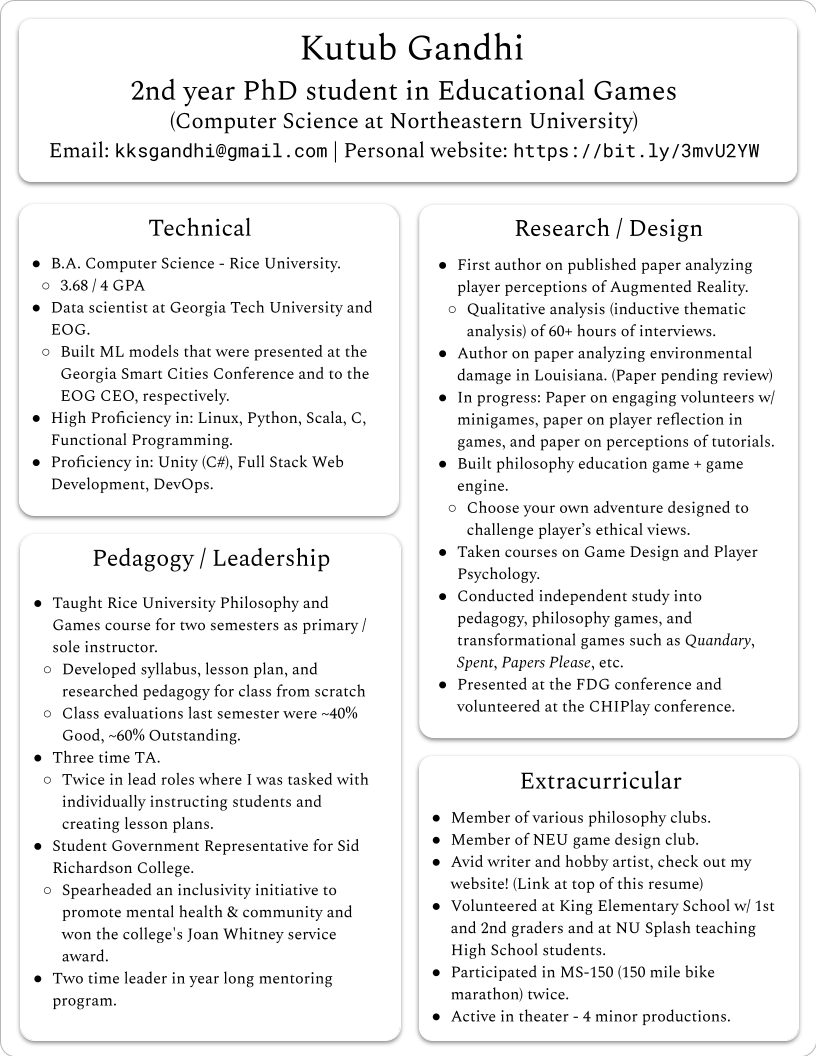 Kutub Gandhi
2nd year PhD student in Educational Games
(Computer Science at Northeastern University)
Email: kksgandhi@gmail.com | Personal website: https://bit.ly/3mvU2YW
Technical
● B.A. Computer Science - Rice University.
○ 3.68 / 4 GPA
● Data scientist at Georgia Tech University and
EOG.
○ Built ML models that were presented at the
Georgia Smart Cities Conference and to the
EOG CEO, respectively.
● High Proficiency in: Linux, Python, Scala, C,
Functional Programming.
● Proficiency in: Unity (C#), Full Stack Web
Development, DevOps.
Pedagogy / Leadership
● Taught Rice University Philosophy and
Games course for two semesters as primary /
sole instructor.
○ Developed syllabus, lesson plan, and
researched pedagogy for class from scratch
○ Class evaluations last semester were ~40%
Good, ~60% Outstanding.
● Three time TA.
○ Twice in lead roles where I was tasked with
individually instructing students and
creating lesson plans.
● Student Government Representative for Sid
Richardson College.
○ Spearheaded an inclusivity initiative to
promote mental health & community and
won the college's Joan Whitney service
award.
● Two time leader in year long mentoring
program.
Research / Design
● First author on published paper analyzing
player perceptions of Augmented Reality.
○ Qualitative analysis (inductive thematic
analysis) of 60+ hours of interviews.
● Author on paper analyzing environmental
damage in Louisiana. (Paper pending review)
● In progress: Paper on engaging volunteers w/
minigames, paper on player reflection in
games, and paper on perceptions of tutorials.
● Built philosophy education game + game
engine.
○ Choose your own adventure designed to
challenge player’s ethical views.
● Taken courses on Game Design and Player
Psychology.
● Conducted independent study into
pedagogy, philosophy games, and
transformational games such as Quandary,
Spent, Papers Please, etc.
● Presented at the FDG conference and
volunteered at the CHIPlay conference.
Extracurricular
● Member of various philosophy clubs.
● Member of NEU game design club.
● Avid writer and hobby artist, check out my
website! (Link at top of this resume)
● Volunteered at King Elementary School w/ 1st
and 2nd graders and at NU Splash teaching
High School students.
● Participated in MS-150 (150 mile bike
marathon) twice.
● Active in theater - 4 minor productions.